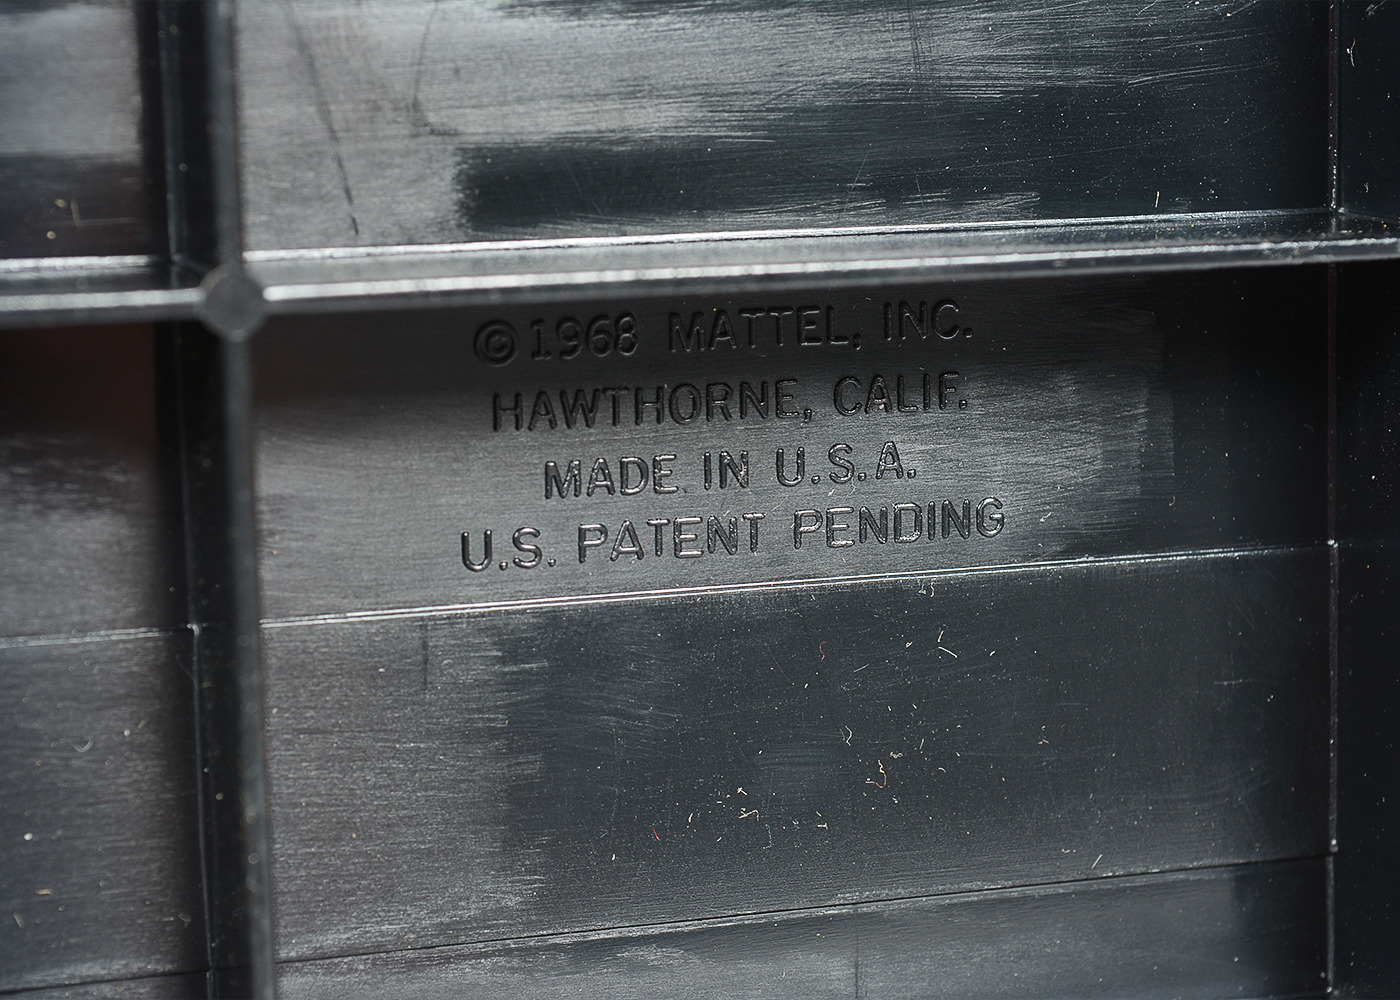 ©1968 MATTEL, INC.
HAWTHORNE, CALIF.
MADE IN U.S.A.
U.S. PATENT PENDING